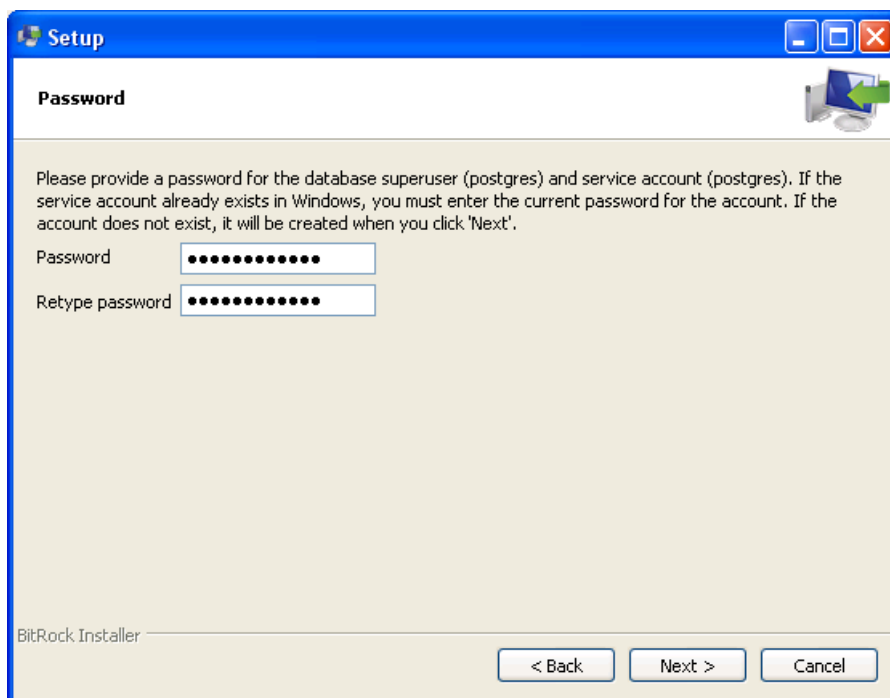 Setup
Password
Please provide a password for the database superuser (postgres) and service account (postgres). If the
service account already exists in Windows, you must enter the current password for the account. If the
account does not exist, it will be created when you click 'Next'.
Password ●●●●●●●●●●●●
Retype password ●●●●●●●●●●●●
BitRock Installer
< Back Next > Cancel